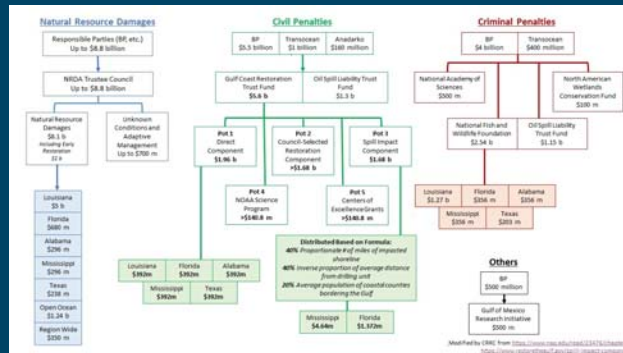 Natural Resource Damages
Responsible Parties (BP, etc.)
Up to $8.8 billion
NRDA Trustee Council
Up to $8.8 billion
Natural Resource
Damages
$8.1 b
Including Early
Restoration
Unknown
Conditions and
Adaptive
Management
Up to $700 m
Louisiana
$5 b
Florida
$680 m
Alabama
$296 m
Mississippi
$296 m
Texas
$238 m
Open Ocean
$1.24 b
Region Wide
$350 m
Civil Penalties
BP
$5.5 billion
Transocean
$1 billion
Anadarko
$160 million
Gulf Coast Restoration
Trust Fund
$5.6 b
Oil Spill Liability Trust
Fund
$1.3 b
Pot 1
Direct
Component
$1.96 b
Pot 2
Council-Selected
Restoration
Component
>$1.68 b
Pot 3
Spill Impact
Component
$1.68 b
Pot 4
NOAA Science
Program
>$140.8 m
Pot 5
Centers of
Excellence Grants
>$140.8m
Distributed Based on Formula:
40% Proportionate # of miles of impacted
shoreline
40% Inverse proportion of average distance
from drilling unit
20% Average population of coastal counties
bordering the Gulf
Louisiana
$392m
Florida
$392m
Alabama
$392m
Mississippi
$392m
Texas
$392m
Mississippi
$4.64m
Florida
$1.372m
Criminal Penalties
BP
$4 billion
Transocean
$400 million
National Academy of
Sciences
$500 m
North American
Wetlands
Conservation Fund
$100 m
National Fish and
Wildlife Foundation
$2.54 b
Oil Spill Liability
Trust Fund
$1.15 b
Louisiana
$1.27 b
Florida
$356 m
Alabama
$356 m
Mississippi
$356 m
Texas
$203 m
Others
BP
$500 million
Gulf of Mexico
Research Initiative
$500 m
Modified by CRRC from